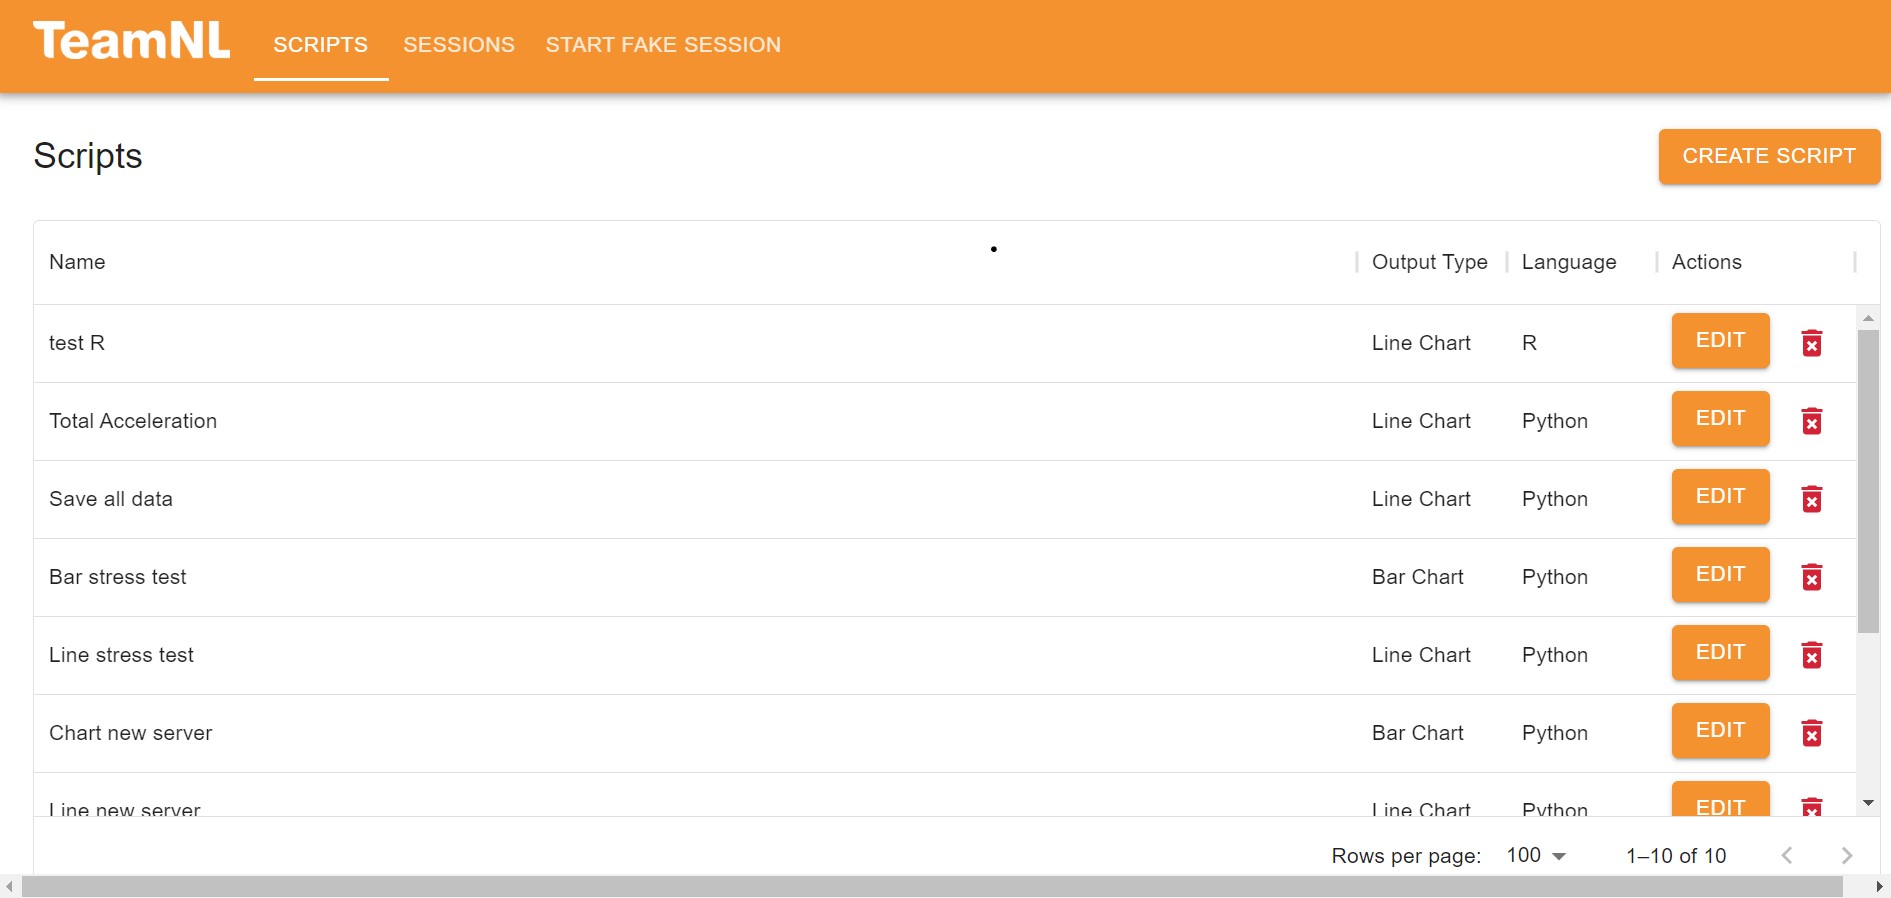 TeamNL SCRIPTS SESSIONS START FAKE SESSION
Scripts CREATE SCRIPT
Name Output Type Language Actions
test R Line Chart R EDIT
Total Acceleration Line Chart Python EDIT
Save all data Line Chart Python EDIT
Bar stress test Bar Chart Python EDIT
Line stress test Line Chart Python EDIT
Chart new server Bar Chart Python EDIT
Line new server Line Chart Python EDIT
Rows per page: 100 1–10 of 10